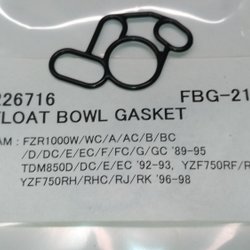 226716 FBG-21
FLOAT BOWL GASKET
AM : FZR1000W/WC/A/AC/B/BC
/D/DC/E/EC/F/FC/G/GC '89-95
TDM850D/DC/E/EC '92-93, YZF750RF/R
YZF750RH/RHC/RJ/RK '96-98